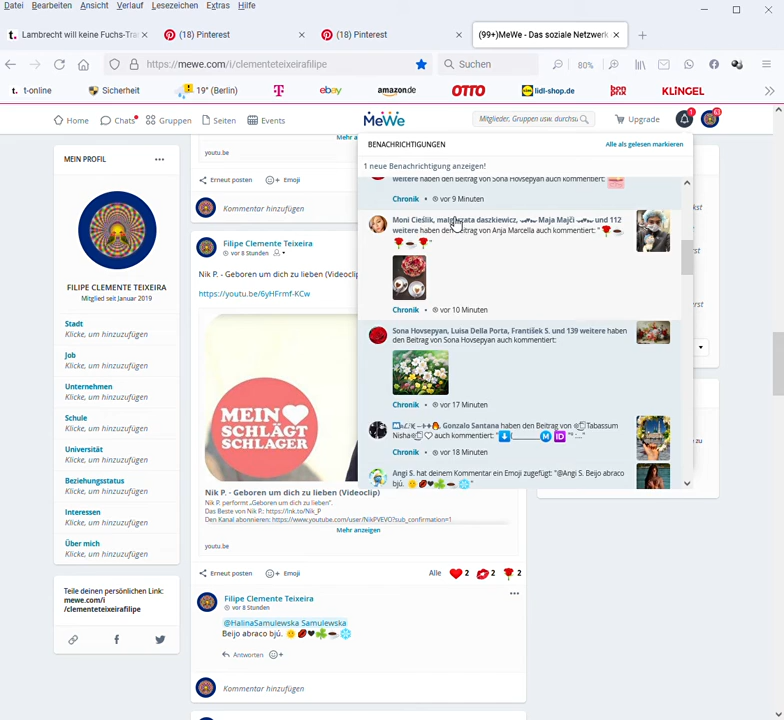 Datei Bearbeiten Ansicht Verlauf Lesezeichen Extras Hilfe
Lambrecht will keine Fuchs-Tra
(18) Pinterest
(18) Pinterest
(99+)MeWe - Das soziale Netzwerk
https://mewe.com/i/clementeteixeirafilipe
Suchen
80%
t-online
Sicherheit
19° (Berlin)
ebay
amazon.de
OTTO
lidl-shop.de
bon prix
KLiNGEL
Home
Chats
Gruppen
Seiten
Events
MeWe
Mitglieder, Gruppen usw. durchsu
Upgrade
1
MEIN PROFIL
FILIPE CLEMENTE TEIXEIRA
Mitglied seit Januar 2019
Stadt
Klicke, um hinzuzufügen
Job
Klicke, um hinzuzufügen
Unternehmen
Klicke, um hinzuzufügen
Schule
Klicke, um hinzuzufügen
Universität
Klicke, um hinzuzufügen
Beziehungsstatus
Klicke, um hinzuzufügen
Interessen
Klicke, um hinzuzufügen
Über mich
Klicke, um hinzuzufügen
Teile deinen persönlichen Link:
mewe.com/i
/clementeteixeirafilipe
Mehr a
youtu.be
Erneut posten
Emoji
Kommentar hinzufügen
Filipe Clemente Teixeira
vor 8 Stunden
Nik P. - Geboren um dich zu lieben (Videoclip
https://youtu.be/6yHFrmf-KCw
MEIN
SCHLÄGT
SCHLAGER
Nik P. - Geboren um dich zu lieben (Videoclip)
Nik P. performt „Geboren um dich zu lieben".
Das Beste von Nik P.: https://lnk.to/Nik_P
Den Kanal abonnieren: https://www.youtube.com/user/NikPVEVO?sub_confirmation=1
Mehr anzeigen
youtu.be
Erneut posten
Emoji
Alle ❤️ 2 💋 2 🌹 2
Filipe Clemente Teixeira
vor 8 Stunden
@HalinaSamulewska Samulewska
Beijo abraco bjú. 🌞💋♥☘☕❄
Antworten
Kommentar hinzufügen
BENACHRICHTIGUNGEN
Alle als gelesen markieren
1 neue Benachrichtigung anzeigen!
weitere haben den Beitrag von Sona Hovsepyan auch kommentiert:
Chronik vor 9 Minuten
Moni Cieślik, malgorzata daszkiewicz, Maja Majči und 112
weitere haben den Beitrag von Anja Marcella auch kommentiert: "🌹☕
🌹☕🌹"
Chronik vor 10 Minuten
Sona Hovsepyan, Luisa Della Porta, František S. und 139 weitere haben
den Beitrag von Sona Hovsepyan auch kommentiert:
Chronik vor 17 Minuten
Gonzalo Santana haben den Beitrag von Tabassum
Nisha auch kommentiert:
Chronik vor 18 Minuten
Angi S. hat deinem Kommentar ein Emoji zugefügt: "@Angi S. Beijo abraco
bjú. 🌞💋♥☘☕❄"